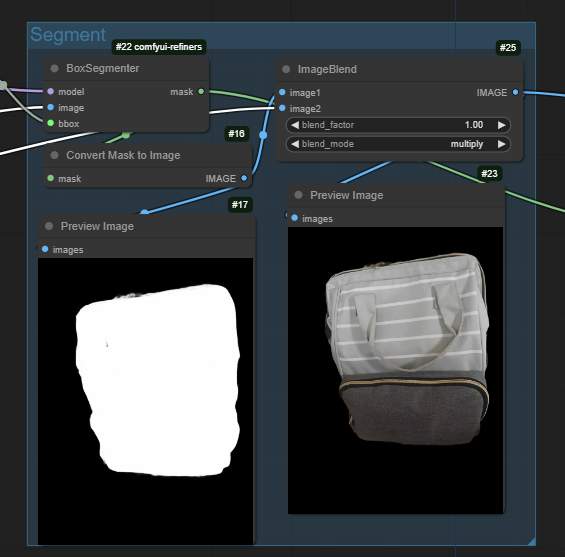 Segment
#22 comfyui-refiners
BoxSegmenter
model
mask
image
bbox
#16
Convert Mask to Image
mask
IMAGE
#17
Preview Image
images
#25
ImageBlend
image1
IMAGE
image2
blend_factor
1.00
blend_mode
multiply
#23
Preview Image
images